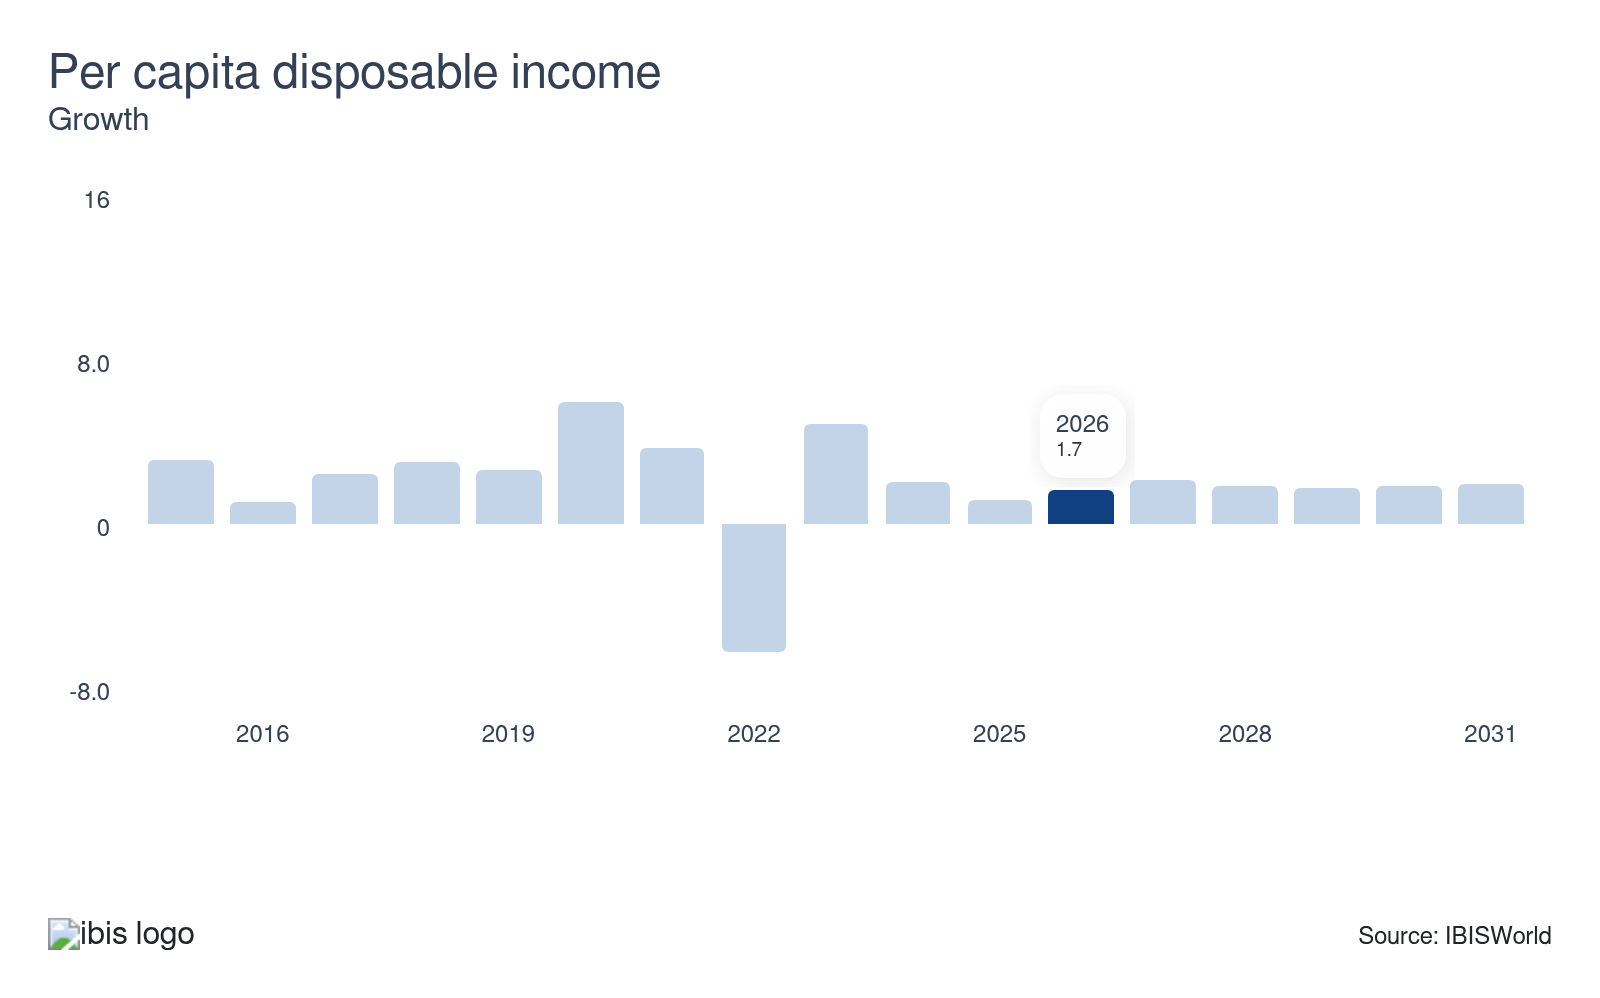 Per capita disposable income
Growth
16
8.0
2026
1.7
0
-8.0
2016 2019 2022 2025 2028 2031
ibis logo
Source: IBISWorld